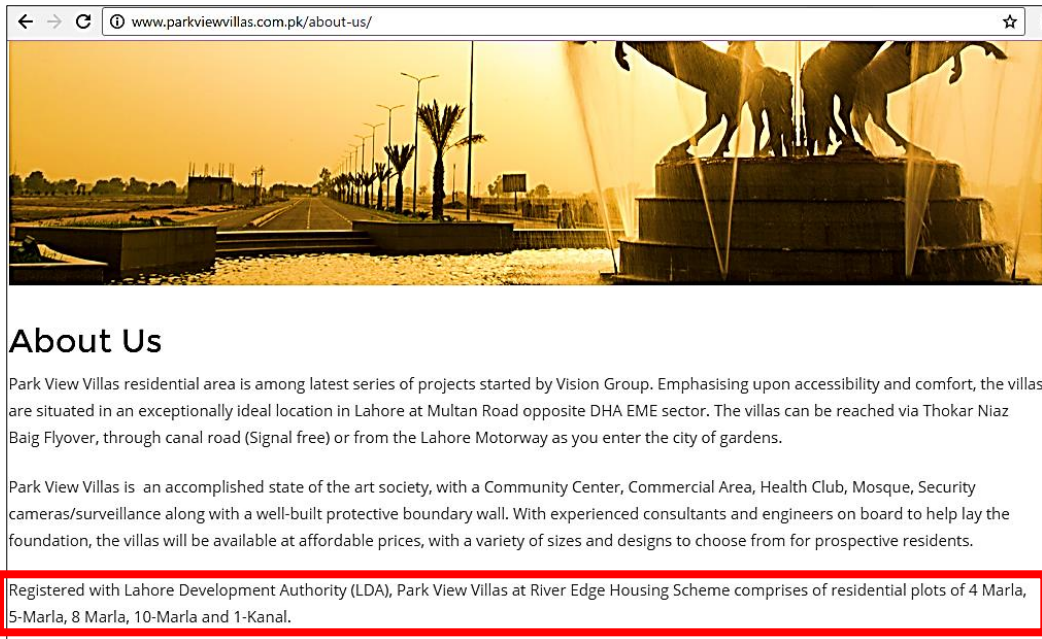 www.parkviewvillas.com.pk/about-us/
About Us
Park View Villas residential area is among latest series of projects started by Vision Group. Emphasising upon accessibility and comfort, the villas
are situated in an exceptionally ideal location in Lahore at Multan Road opposite DHA EME sector. The villas can be reached via Thokar Niaz
Baig Flyover, through canal road (Signal free) or from the Lahore Motorway as you enter the city of gardens.
Park View Villas is  an accomplished state of the art society, with a Community Center, Commercial Area, Health Club, Mosque, Security
cameras/surveillance along with a well-built protective boundary wall. With experienced consultants and engineers on board to help lay the
foundation, the villas will be available at affordable prices, with a variety of sizes and designs to choose from for prospective residents.
Registered with Lahore Development Authority (LDA), Park View Villas at River Edge Housing Scheme comprises of residential plots of 4 Marla,
5-Marla, 8 Marla, 10-Marla and 1-Kanal.